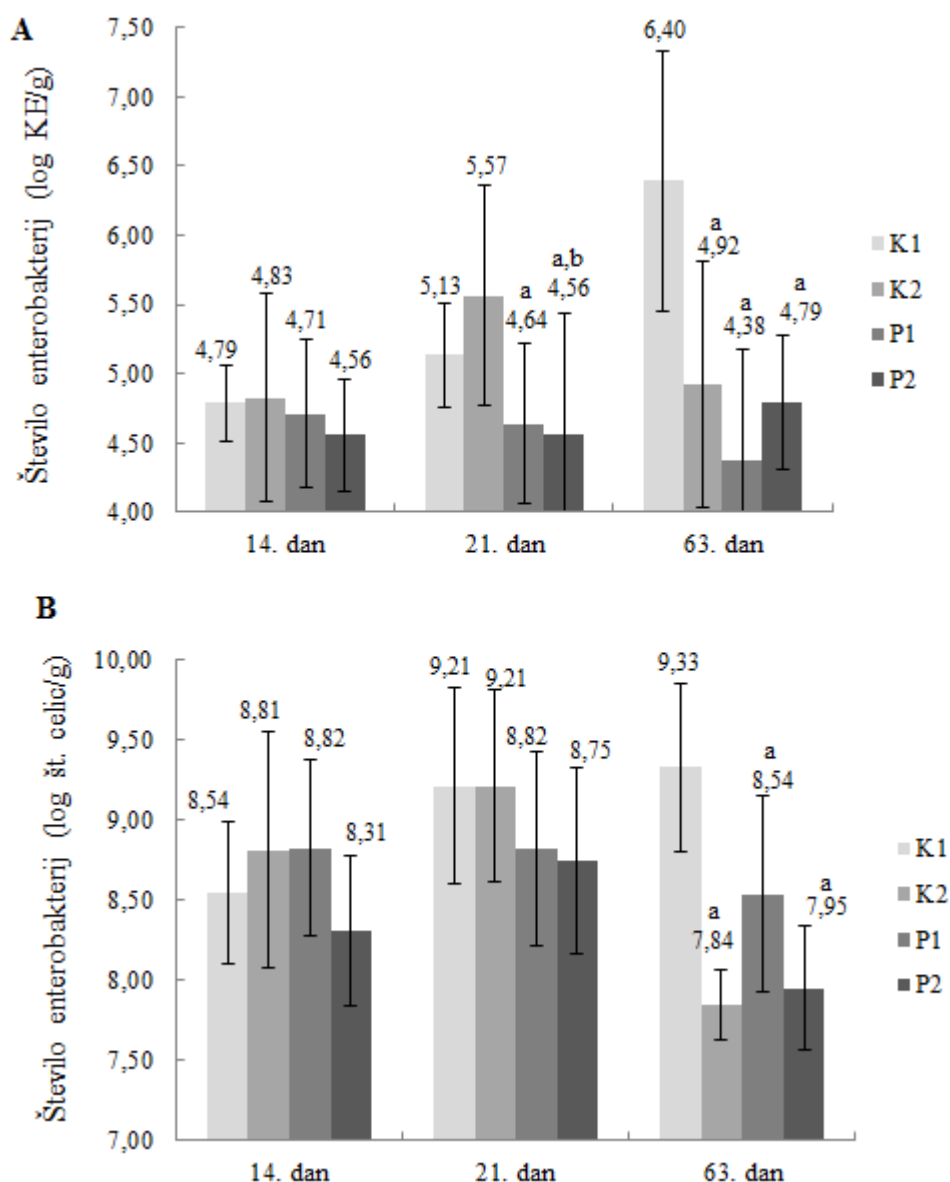 A
Število enterobakterij (log KE/g)
7,50
7,00
6,50
6,00
5,50
5,00
4,50
4,00
4,79
4,83
4,71
4,56
5,13
5,57
a
4,64
a,b
4,56
6,40
a
4,92
a
4,38
a
4,79
14. dan
21. dan
63. dan
K1
K2
P1
P2
B
Število enterobakterij (log št. celic/g)
10,00
9,50
9,00
8,50
8,00
7,50
7,00
8,54
8,81
8,82
8,31
9,21
9,21
8,82
8,75
9,33
a
7,84
a
8,54
a
7,95
14. dan
21. dan
63. dan
K1
K2
P1
P2